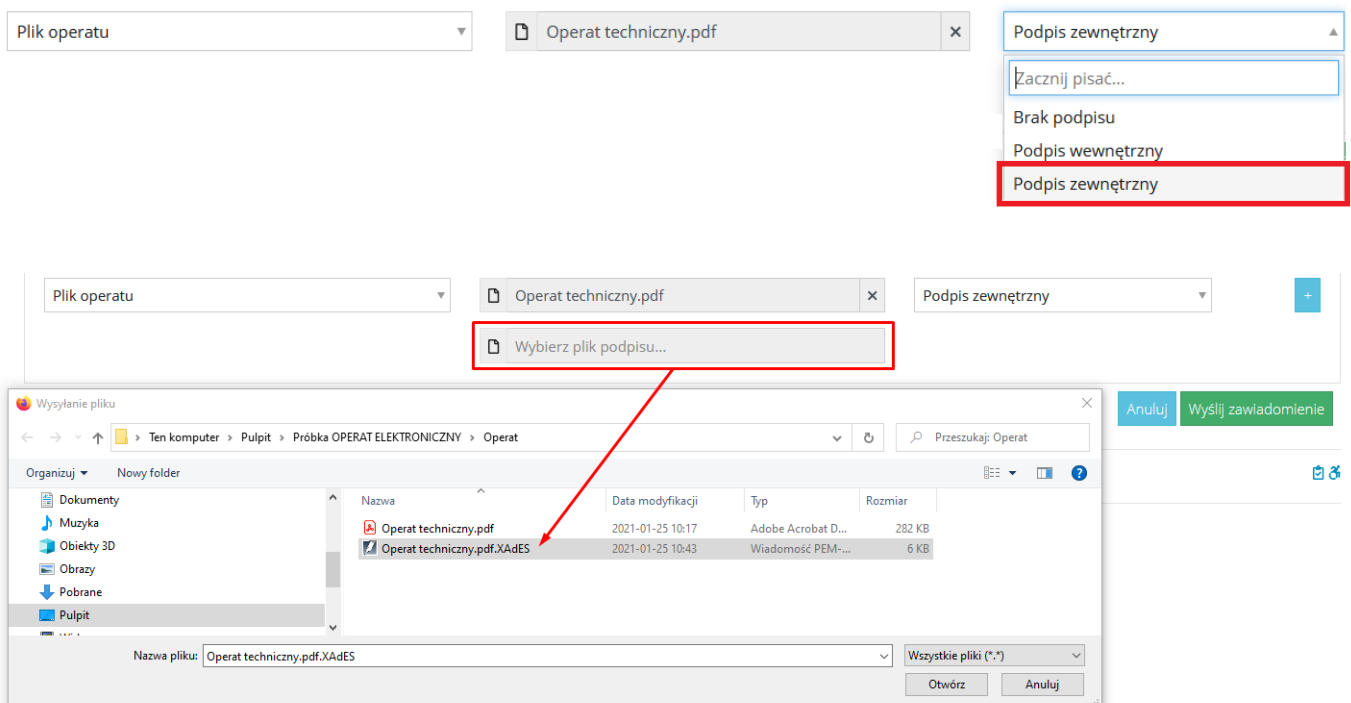 Plik operatu
Operat techniczny.pdf
Podpis zewnętrzny
Zacznij pisać...
Brak podpisu
Podpis wewnętrzny
Podpis zewnętrzny
Plik operatu
Operat techniczny.pdf
Podpis zewnętrzny
+
Wybierz plik podpisu...
Anuluj
Wyślij zawiadomienie
Wysyłanie pliku
Ten komputer > Pulpit > Próbka OPERAT ELEKTRONICZNY > Operat
Przeszukaj: Operat
Organizuj
Nowy folder
?
Dokumenty
Muzyka
Obiekty 3D
Obrazy
Pobrane
Pulpit
Nazwa Data modyfikacji Typ Rozmiar
Operat techniczny.pdf 2021-01-25 10:17 Adobe Acrobat D... 282 KB
Operat techniczny.pdf.XAdES 2021-01-25 10:43 Wiadomość PEM-... 6 KB
Nazwa pliku: Operat techniczny.pdf.XAdES
Wszystkie pliki (*.*)
Otwórz
Anuluj